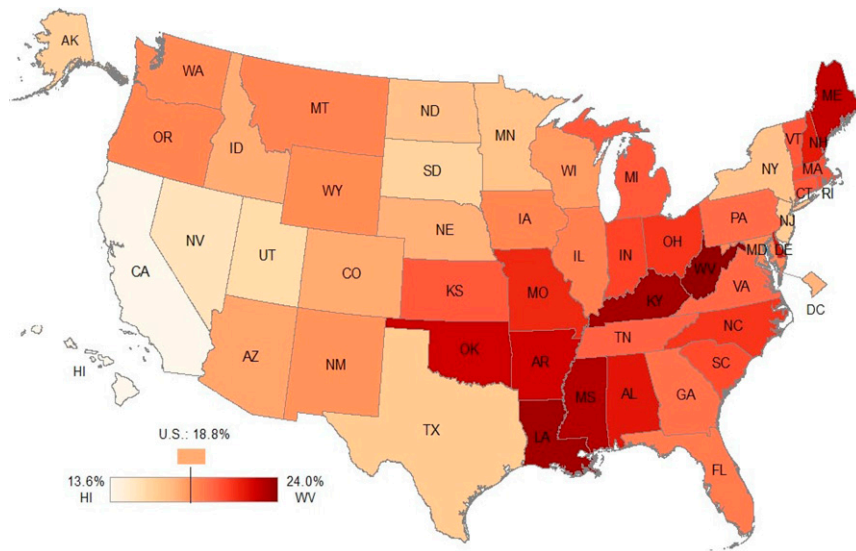 AK
WA
MT
ND
MN
OR
ID
WY
SD
WI
MI
NY
VT
NH
ME
MA
CT
RI
CA
NV
UT
CO
NE
IA
IL
IN
OH
PA
NJ
MD
DE
WV
VA
DC
KS
MO
KY
TN
NC
SC
AZ
NM
OK
AR
MS
AL
GA
TX
LA
FL
HI
U.S.: 18.8%
13.6%
24.0%
HI
WV